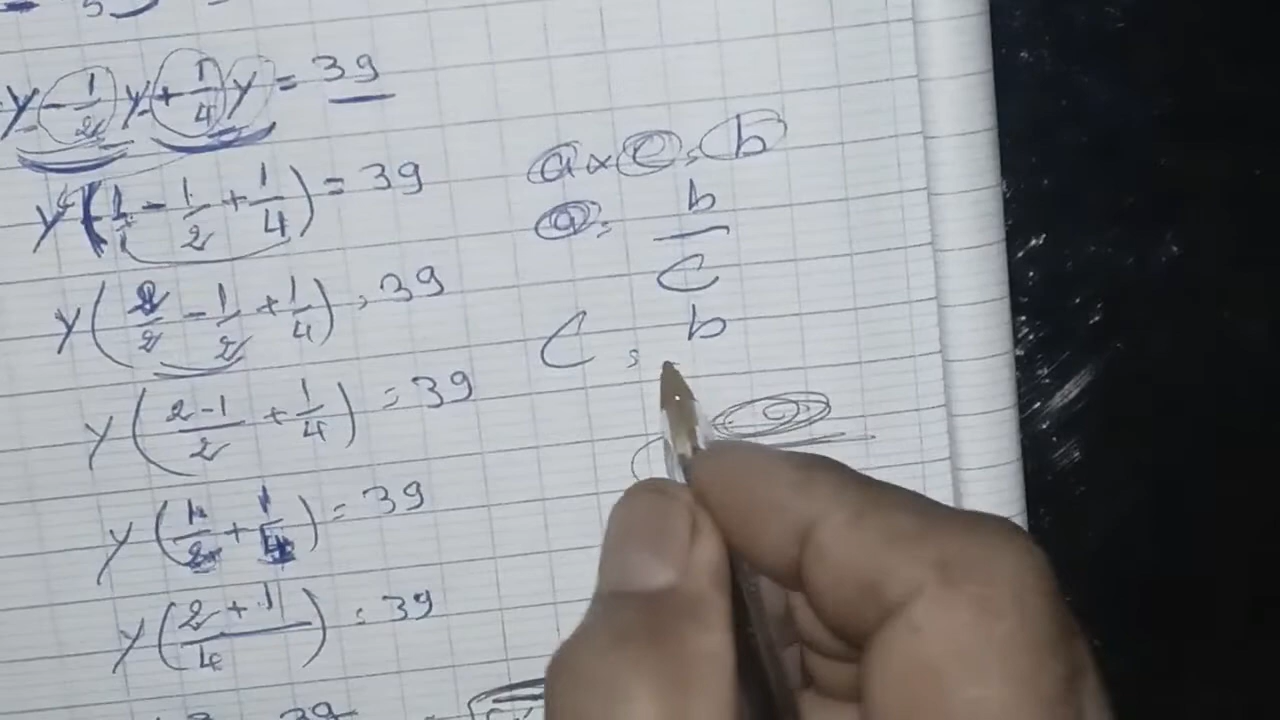 y - 1/2 y + 1/4 y = 39
y (1 - 1/2 + 1/4) = 39
y (2/2 - 1/2 + 1/4) = 39
y (2-1/2 + 1/4) = 39
y (1/2 + 1/4) = 39
y (2 + 1/4) = 39
a × c = b
a = b/c
c = b